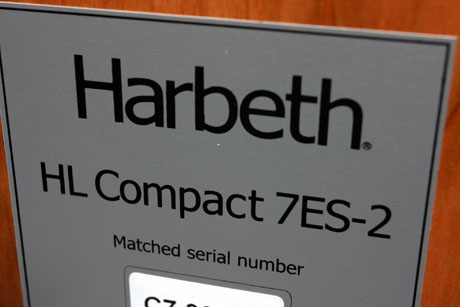 Harbeth®
HL Compact 7ES-2
Matched serial number